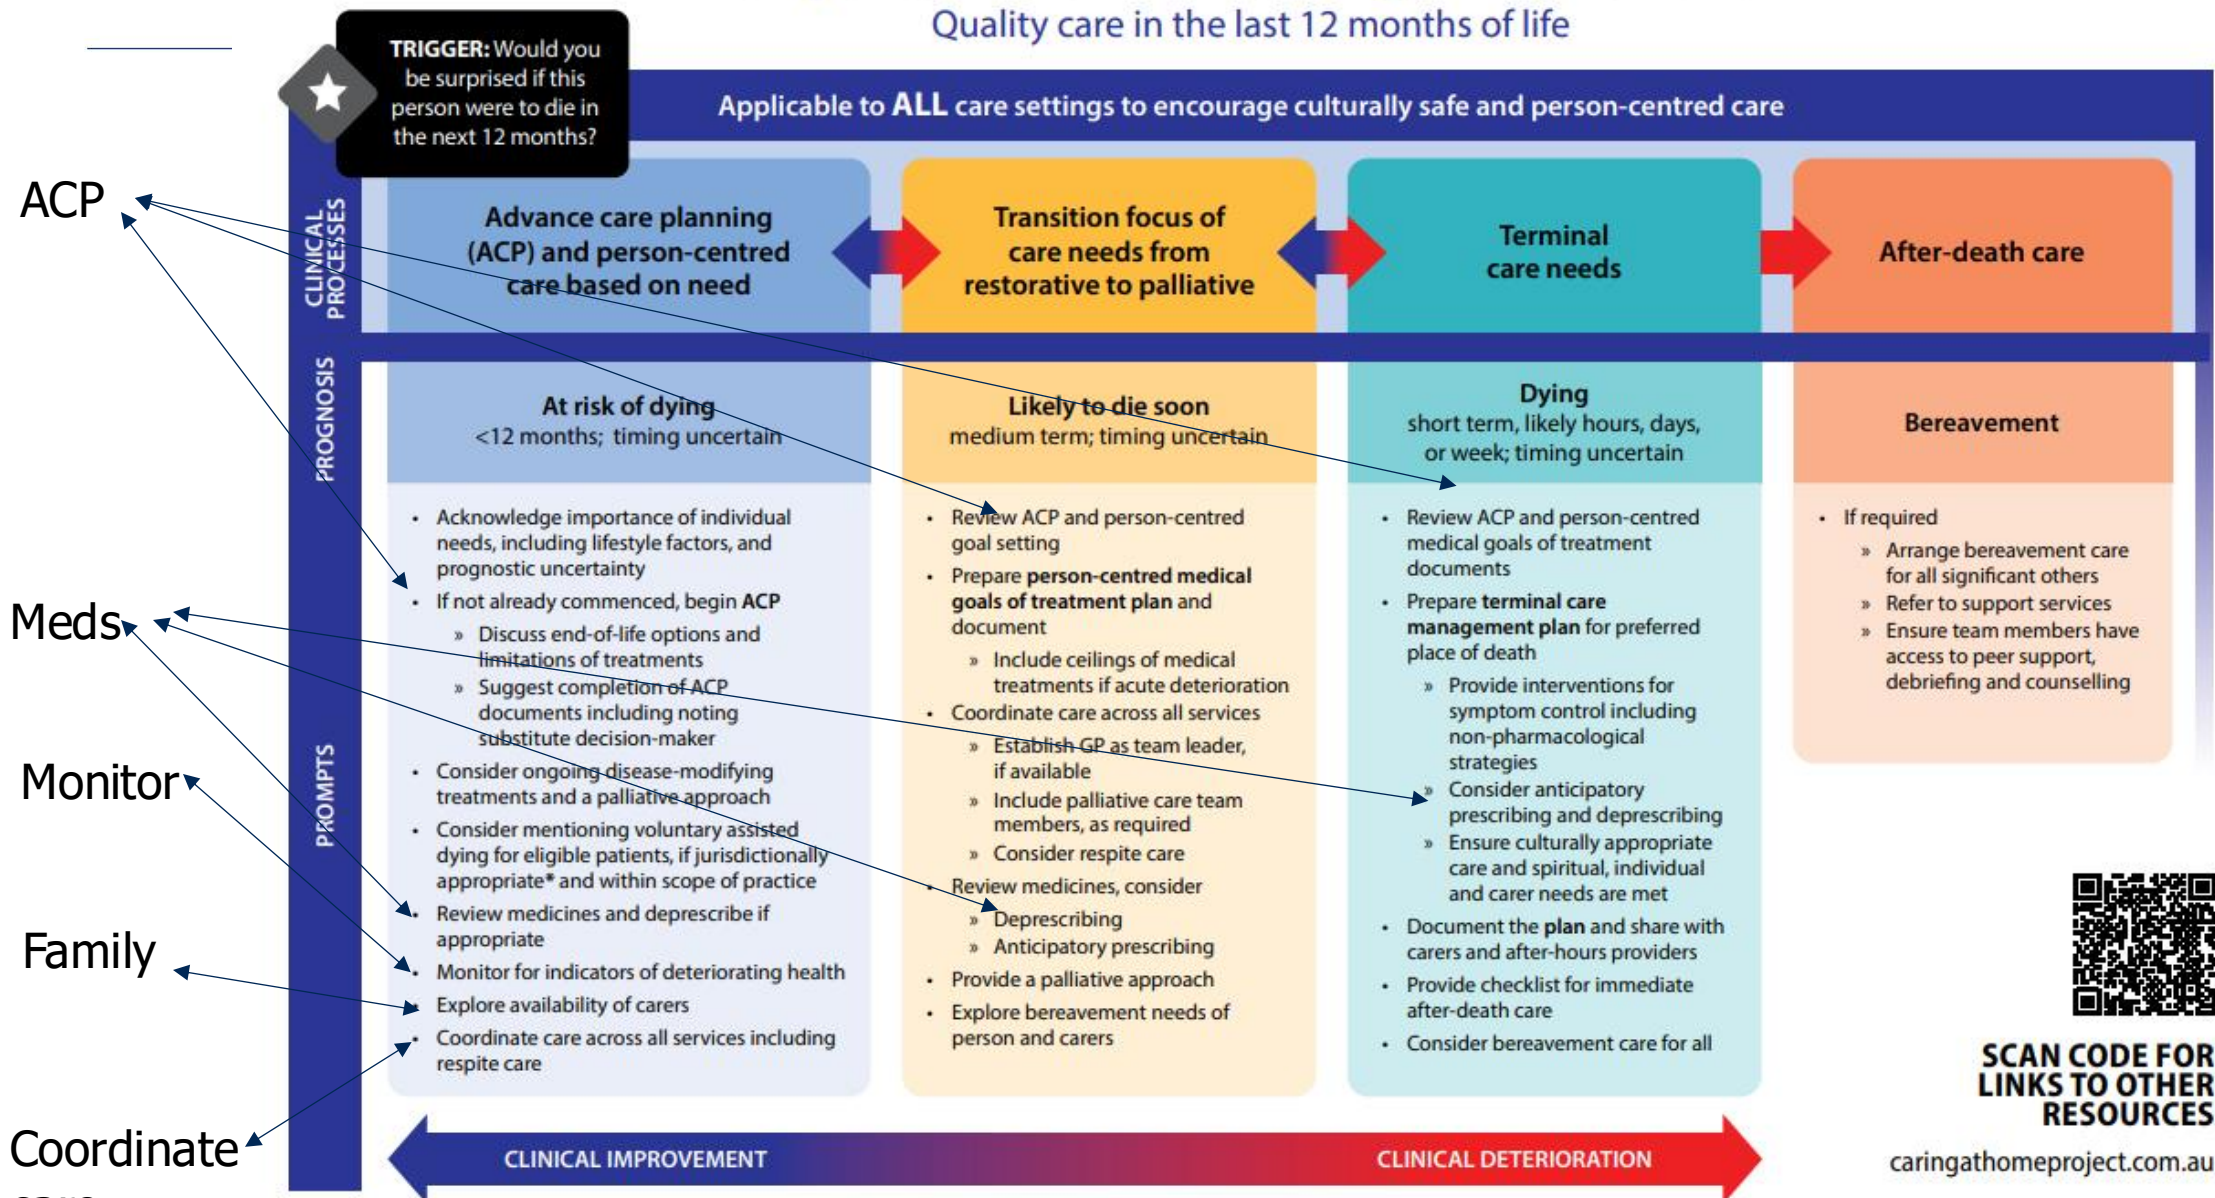 Quality care in the last 12 months of life
TRIGGER: Would you
be surprised if this
person were to die in
the next 12 months?
Applicable to ALL care settings to encourage culturally safe and person-centred care
ACP
Meds
Monitor
Family
Coordinate
care
CLINICAL
PROCESSES
Advance care planning
(ACP) and person-centred
care based on need
Transition focus of
care needs from
restorative to palliative
Terminal
care needs
After-death care
PROGNOSIS
At risk of dying
<12 months; timing uncertain
Likely to die soon
medium term; timing uncertain
Dying
short term, likely hours, days,
or week; timing uncertain
Bereavement
PROMPTS
• Acknowledge importance of individual
needs, including lifestyle factors, and
prognostic uncertainty
• If not already commenced, begin ACP
» Discuss end-of-life options and
limitations of treatments
» Suggest completion of ACP
documents including noting
substitute decision-maker
• Consider ongoing disease-modifying
treatments and a palliative approach
• Consider mentioning voluntary assisted
dying for eligible patients, if jurisdictionally
appropriate* and within scope of practice
• Review medicines and deprescribe if
appropriate
• Monitor for indicators of deteriorating health
• Explore availability of carers
• Coordinate care across all services including
respite care
• Review ACP and person-centred
goal setting
• Prepare person-centred medical
goals of treatment plan and
document
» Include ceilings of medical
treatments if acute deterioration
• Coordinate care across all services
» Establish GP as team leader,
if available
» Include palliative care team
members, as required
» Consider respite care
• Review medicines, consider
» Deprescribing
» Anticipatory prescribing
• Provide a palliative approach
• Explore bereavement needs of
person and carers
• Review ACP and person-centred
medical goals of treatment
documents
• Prepare terminal care
management plan for preferred
place of death
» Provide interventions for
symptom control including
non-pharmacological
strategies
» Consider anticipatory
prescribing and deprescribing
» Ensure culturally appropriate
care and spiritual, individual
and carer needs are met
• Document the plan and share with
carers and after-hours providers
• Provide checklist for immediate
after-death care
• Consider bereavement care for all
• If required
» Arrange bereavement care
for all significant others
» Refer to support services
» Ensure team members have
access to peer support,
debriefing and counselling
CLINICAL IMPROVEMENT
CLINICAL DETERIORATION
SCAN CODE FOR
LINKS TO OTHER
RESOURCES
caringathomeproject.com.au